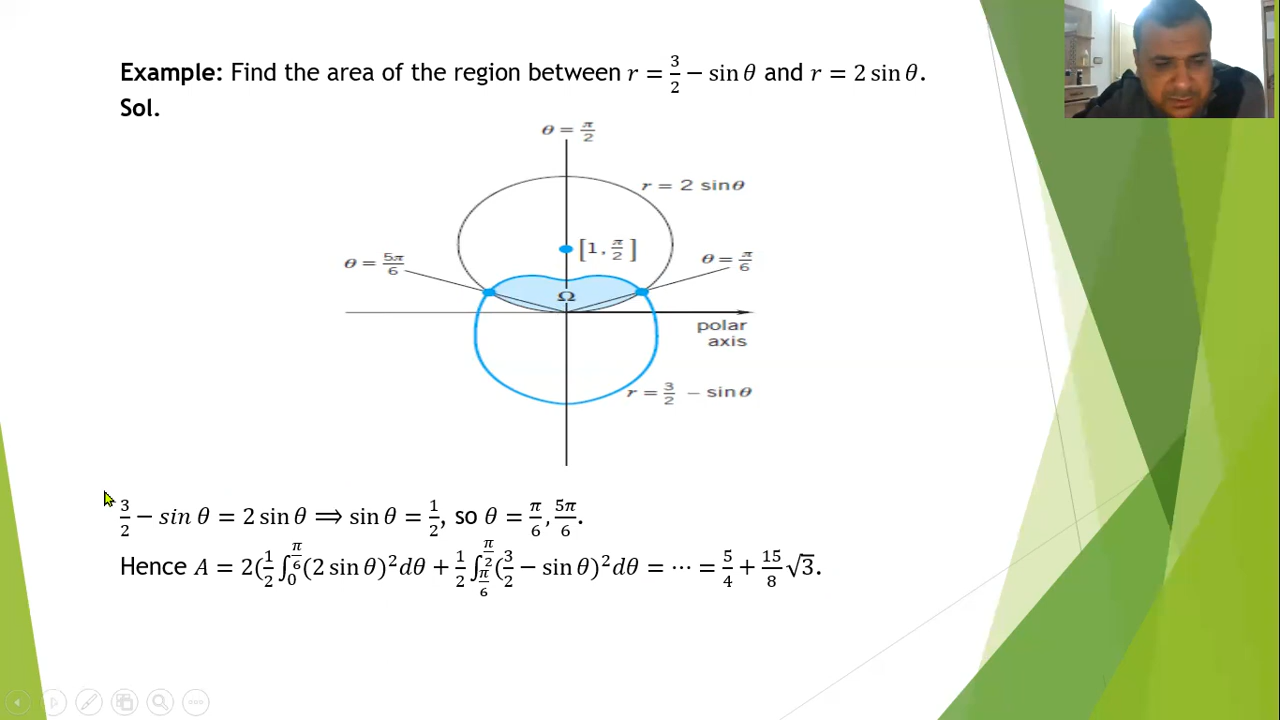 Example: Find the area of the region between r = 3/2 − sin θ and r = 2 sin θ.
Sol.
θ = π/2
r = 2 sinθ
[1, π/2]
θ = 5π/6
θ = π/6
Ω
polar
axis
r = 3/2 − sinθ
3/2 − sin θ = 2 sin θ ⟹ sin θ = 1/2, so θ = π/6, 5π/6.
Hence A = 2(1/2 ∫_0^{π/6} (2 sin θ)² dθ + 1/2 ∫_{π/6}^{π/2} (3/2 − sin θ)² dθ = ⋯ = 5/4 + 15/8 √3.